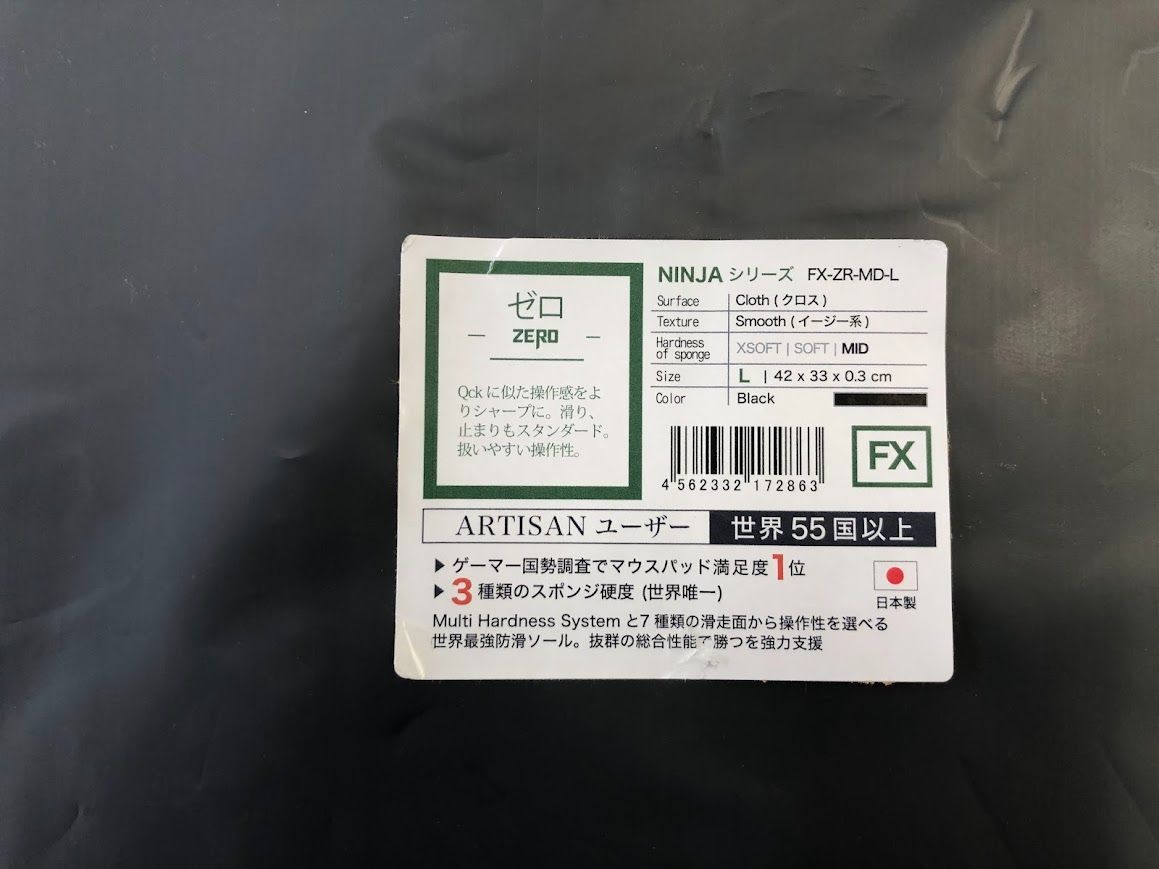 ゼロ
ZERO
Qck に似た操作感をよ
りシャープに。滑り、
止まりもスタンダード。
扱いやすい操作性。
NINJA シリーズ FX-ZR-MD-L
Surface Cloth ( クロス )
Texture Smooth ( イージー系 )
Hardness of sponge XSOFT | SOFT | MID
Size L | 42 x 33 x 0.3 cm
Color Black
4 562332 172863
FX
ARTISAN ユーザー 世界 55 国以上
▶ ゲーマー国勢調査でマウスパッド満足度 1 位
▶ 3 種類のスポンジ硬度 (世界唯一)
日本製
Multi Hardness System と7 種類の滑走面から操作性を選べる
世界最強防滑ソール。抜群の総合性能で勝つを強力支援